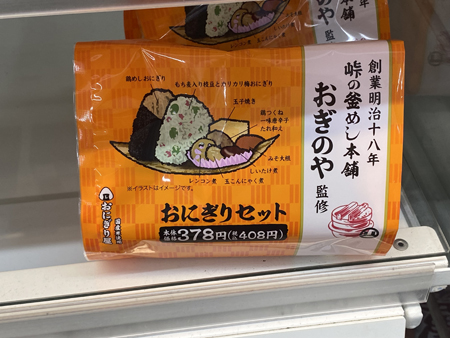 創業明治十八年
峠の釜めし本舗
おぎのや 監修
鶏めしおにぎり
もち麦入り枝豆とカリカリ梅おにぎり
玉子焼き
鶏つくね
一味唐辛子
たれ和え
みそ大根
しいたけ煮
玉こんにゃく煮
レンコン煮
※イラストはイメージです。
おにぎりセット
本体価格378円(税込408円)
おにぎり屋
創業